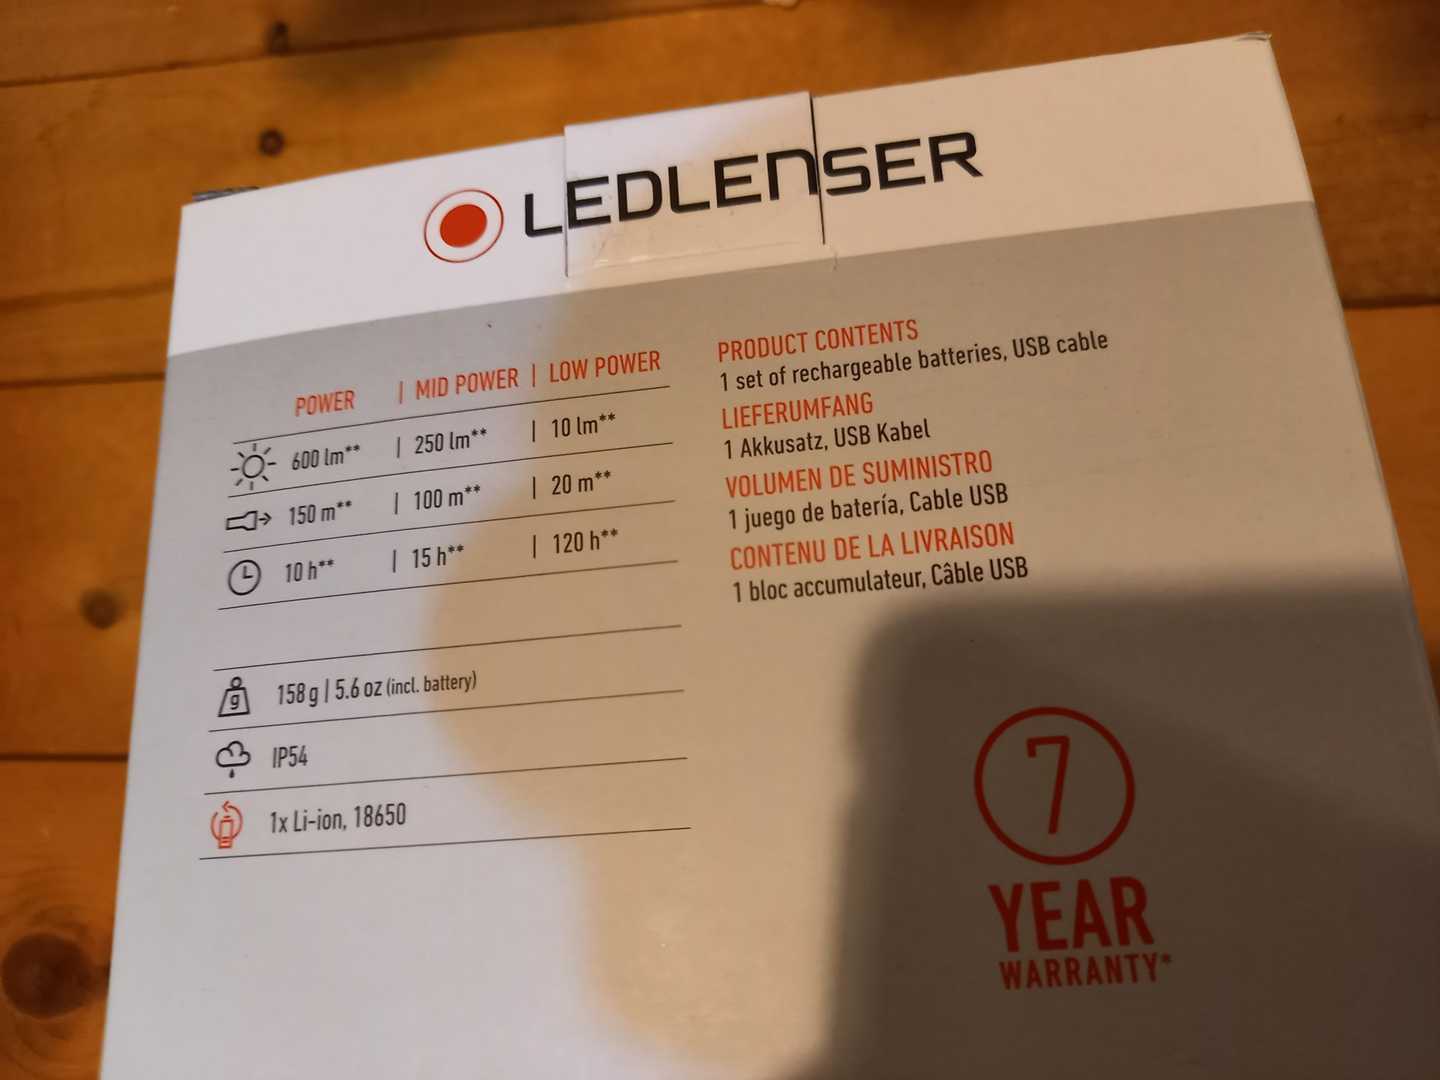 LEDLENSER
POWER | MID POWER | LOW POWER
600 lm** | 250 lm** | 10 lm**
150 m** | 100 m** | 20 m**
10 h** | 15 h** | 120 h**
g 158 g | 5.6 oz (incl. battery)
IP54
1x Li-ion, 18650
PRODUCT CONTENTS
1 set of rechargeable batteries, USB cable
LIEFERUMFANG
1 Akkusatz, USB Kabel
VOLUMEN DE SUMINISTRO
1 juego de batería, Cable USB
CONTENU DE LA LIVRAISON
1 bloc accumulateur, Câble USB
7
YEAR
WARRANTY*